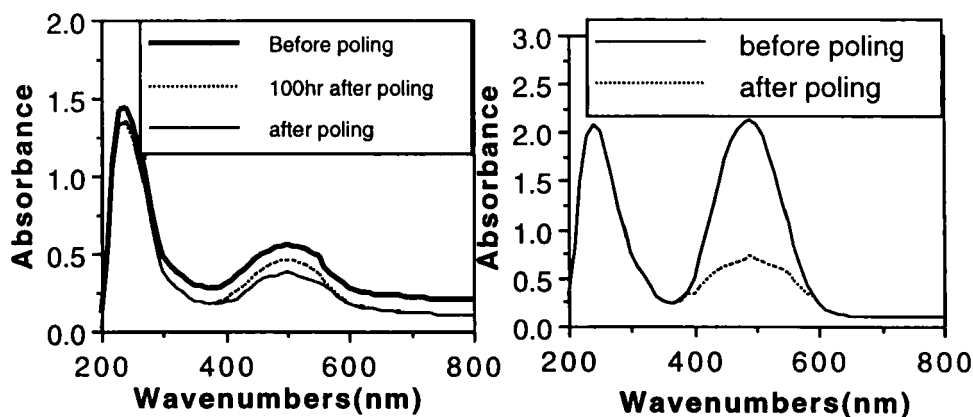 2.0
1.5
1.0
0.5
0.0
Absorbance
Before poling
100hr after poling
after poling
200 400 600 800
Wavenumbers(nm)
3.0
2.5
2.0
1.5
1.0
0.5
0.0
Absorbance
before poling
after poling
200 400 600 800
Wavenumbers(nm)